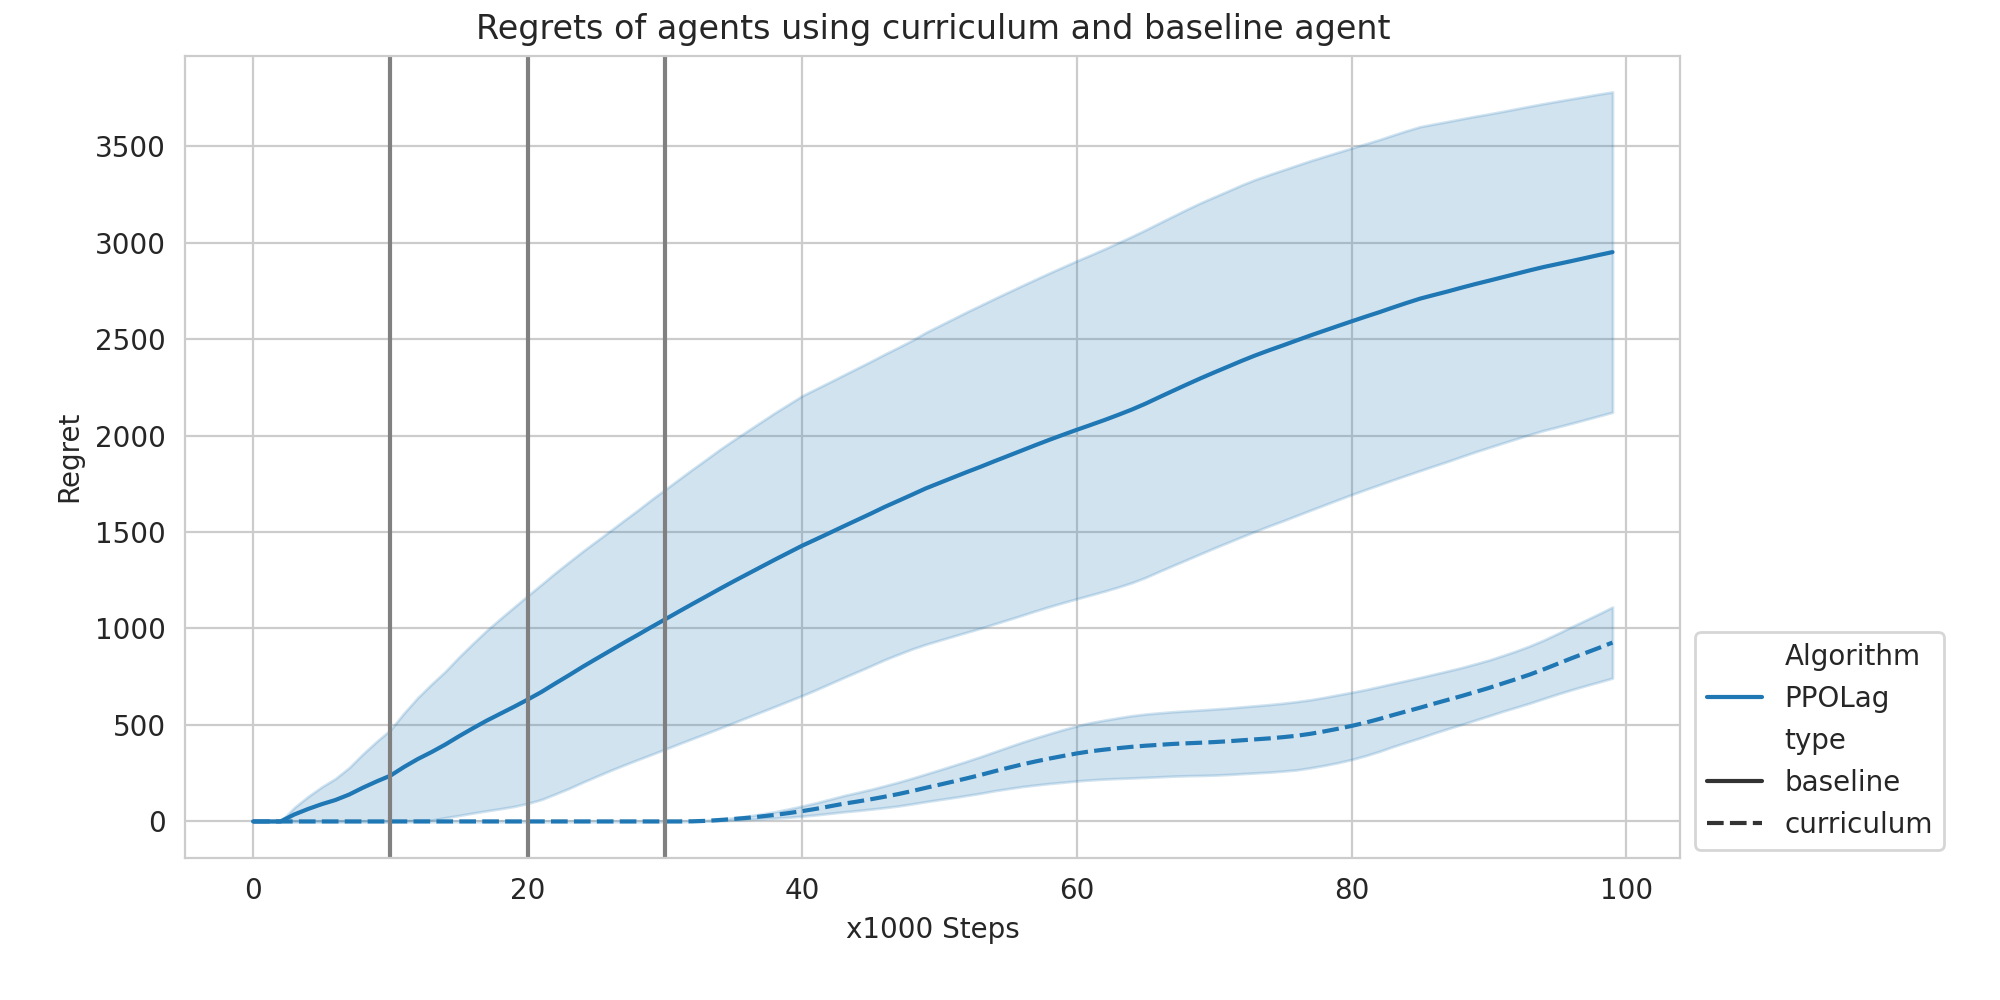 Regrets of agents using curriculum and baseline agent
3500
3000
2500
2000
1500
1000
500
0
Regret
0 20 40 60 80 100
x1000 Steps
Algorithm
PPOLag
type
baseline
curriculum